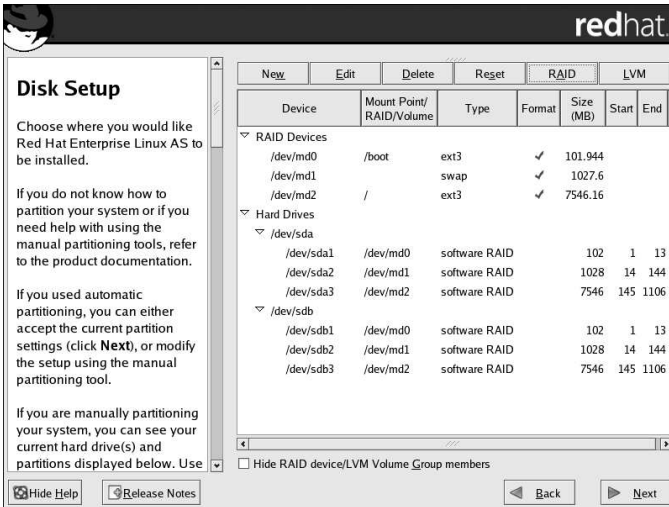 redhat.
Disk Setup
Choose where you would like
Red Hat Enterprise Linux AS to
be installed.
If you do not know how to
partition your system or if you
need help with using the
manual partitioning tools, refer
to the product documentation.
If you used automatic
partitioning, you can either
accept the current partition
settings (click Next), or modify
the setup using the manual
partitioning tool.
If you are manually partitioning
your system, you can see your
current hard drive(s) and
partitions displayed below. Use
New Edit Delete Reset RAID LVM
Device Mount Point/ RAID/Volume Type Format Size (MB) Start End
RAID Devices
/dev/md0 /boot ext3 ✓ 101.944
/dev/md1 swap ✓ 1027.6
/dev/md2 / ext3 ✓ 7546.16
Hard Drives
/dev/sda
/dev/sda1 /dev/md0 software RAID 102 1 13
/dev/sda2 /dev/md1 software RAID 1028 14 144
/dev/sda3 /dev/md2 software RAID 7546 145 1106
/dev/sdb
/dev/sdb1 /dev/md0 software RAID 102 1 13
/dev/sdb2 /dev/md1 software RAID 1028 14 144
/dev/sdb3 /dev/md2 software RAID 7546 145 1106
Hide RAID device/LVM Volume Group members
Hide Help Release Notes Back Next